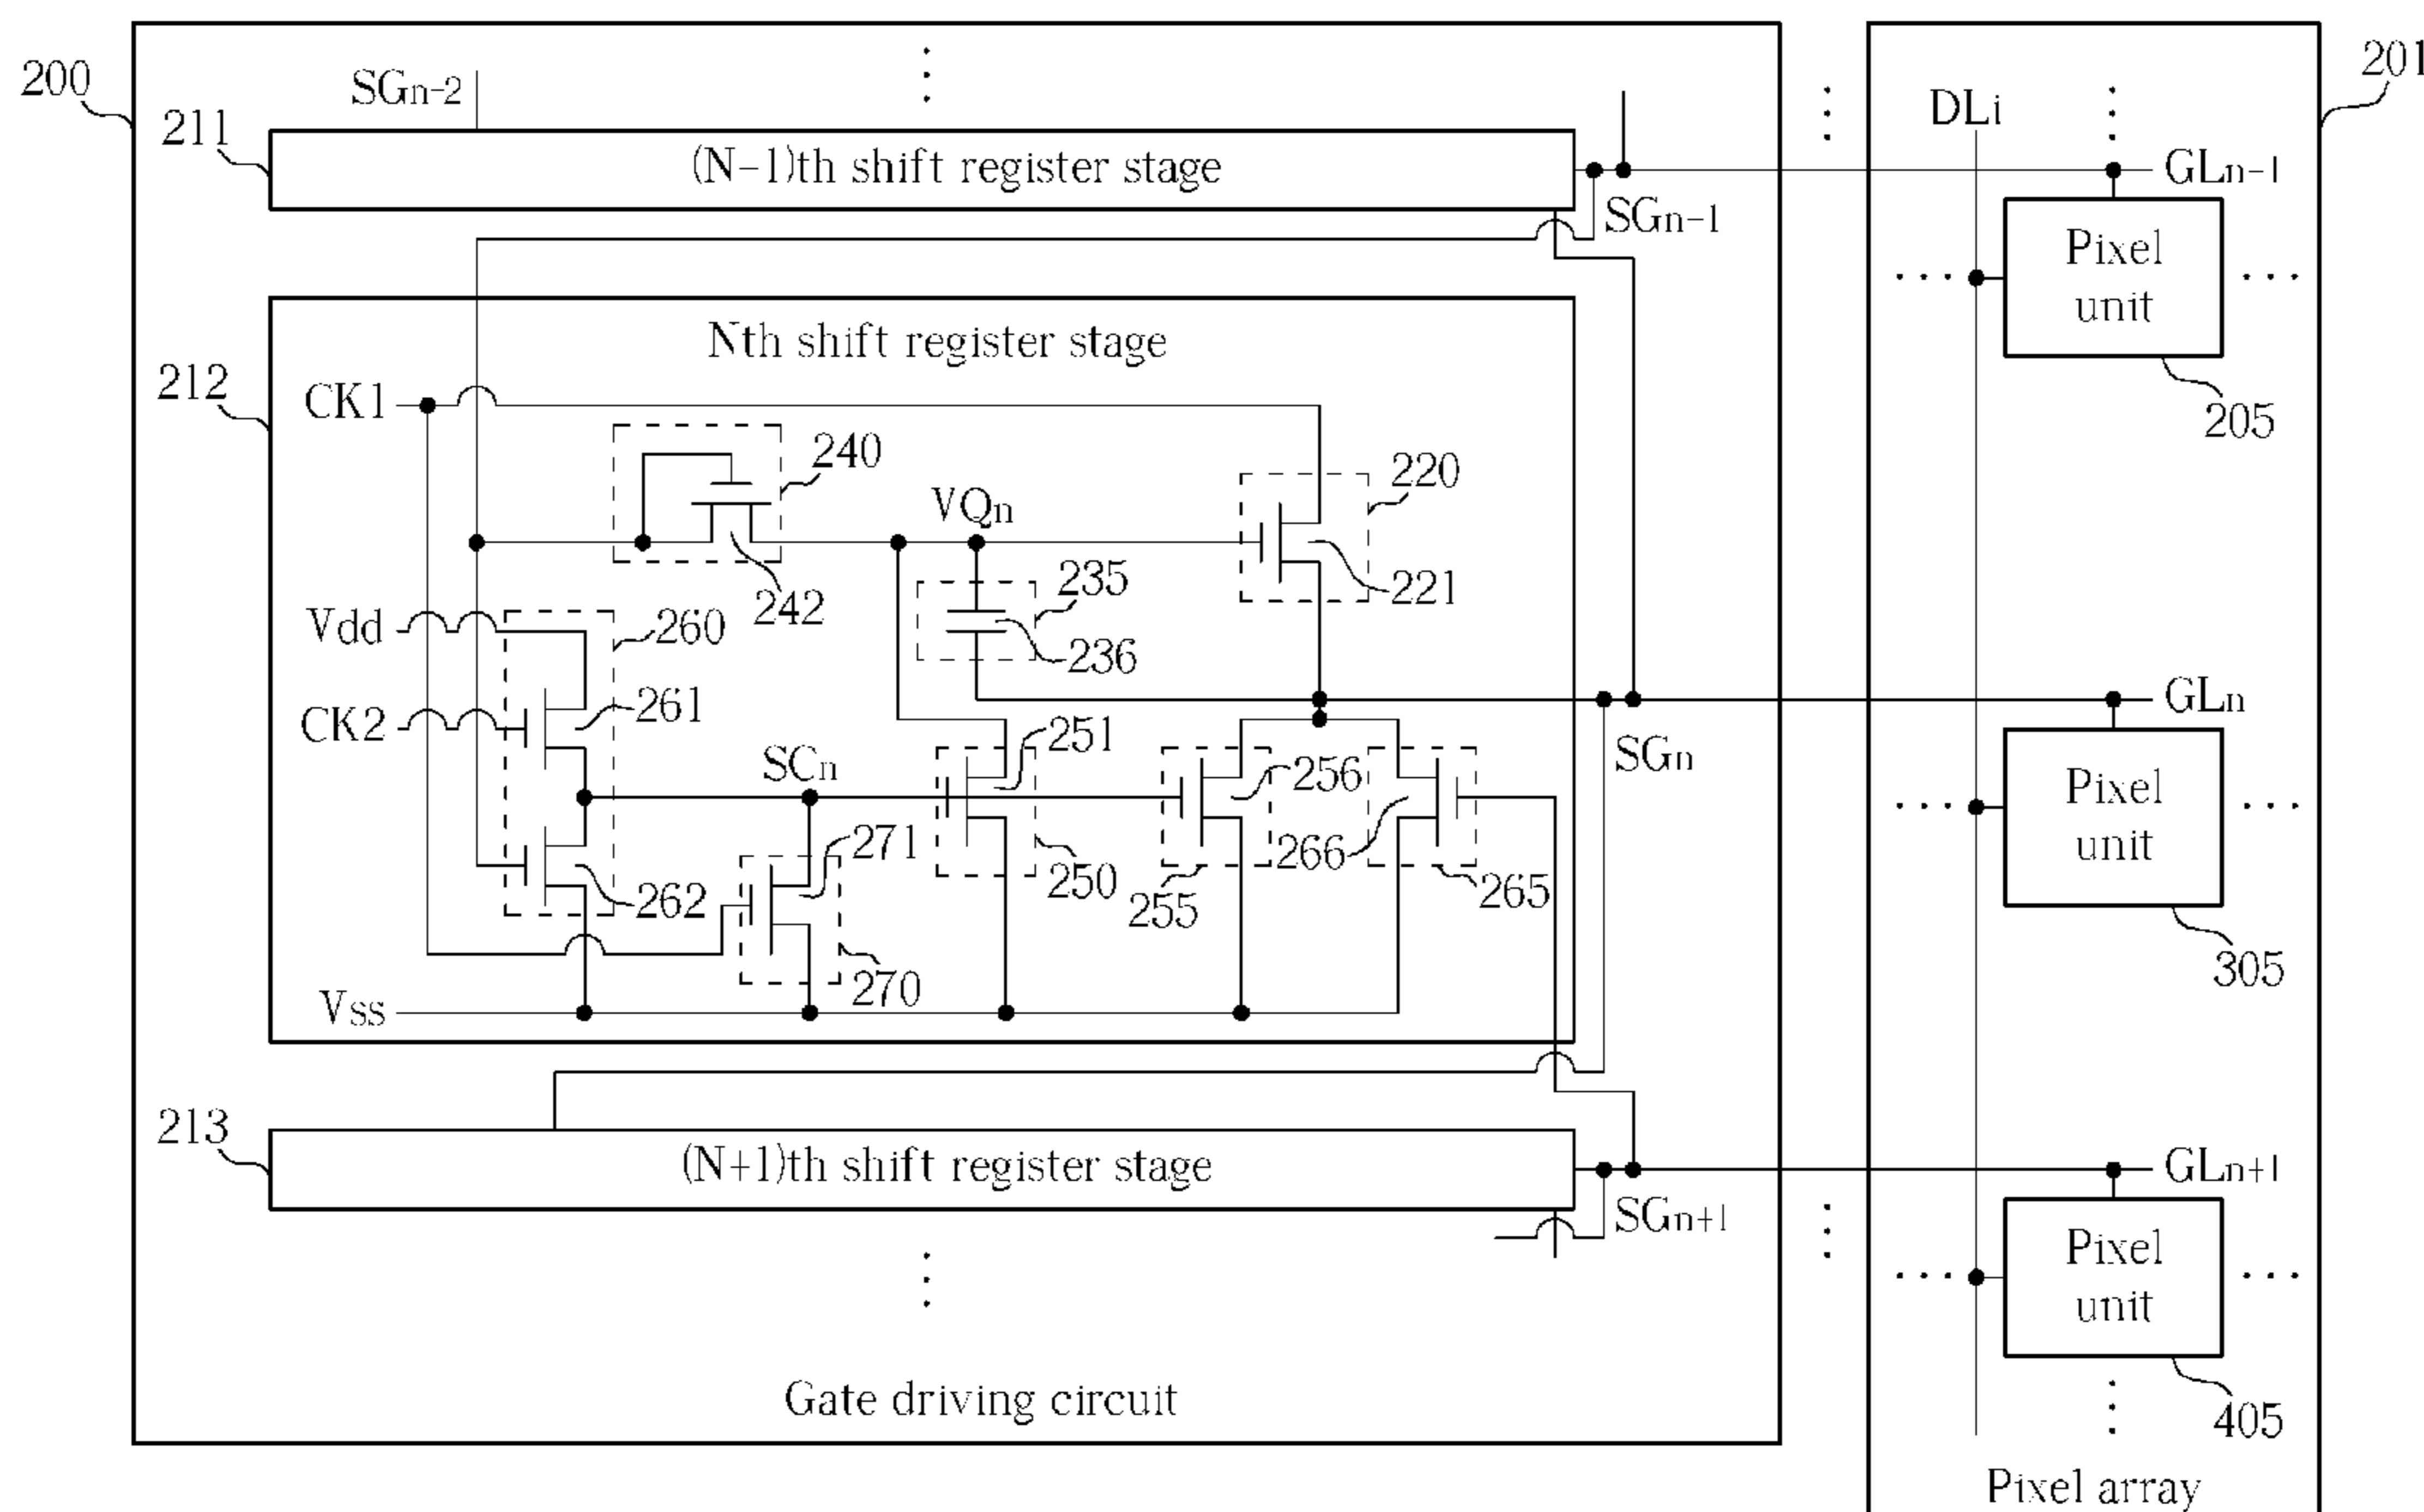 200
201
SGn-2
DLi
211
(N-1)th shift register stage
GLn-1
SGn-1
Pixel
unit
205
Nth shift register stage
212
CK1
240
220
VQn
242
235
221
236
Vdd
260
261
CK2
GLn
251
SCn
256
SGn
Pixel
unit
271
266
250
265
262
255
270
305
Vss
213
(N+1)th shift register stage
GLn+1
SGn+1
Pixel
unit
405
Gate driving circuit
Pixel array